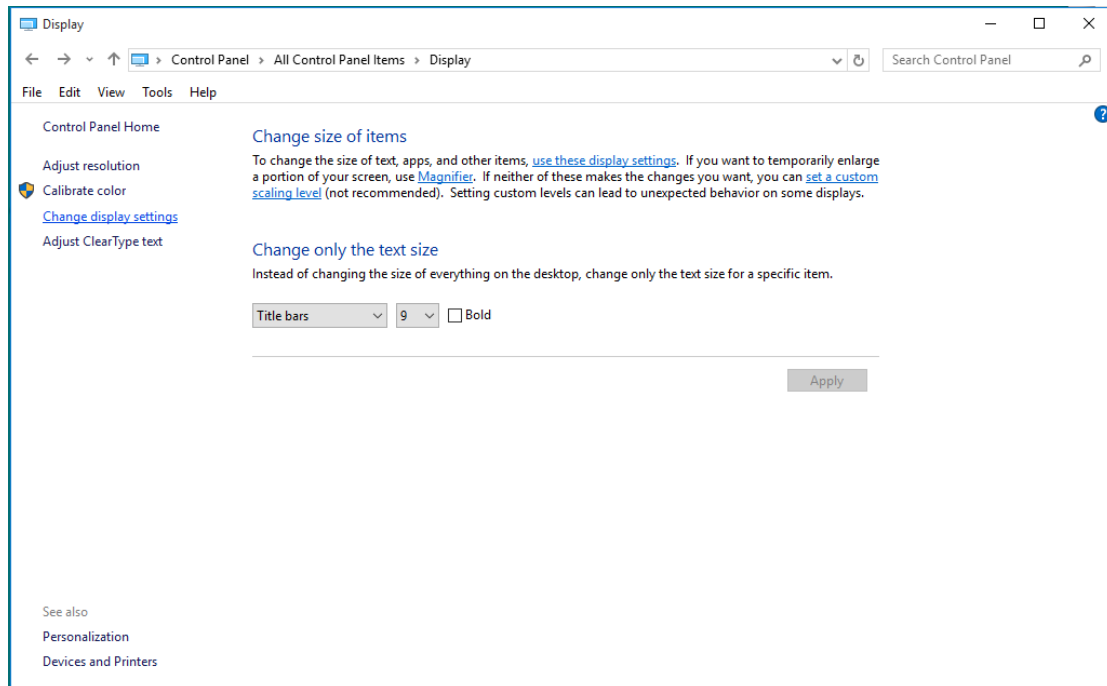 Display
Control Panel > All Control Panel Items > Display
Search Control Panel
File Edit View Tools Help
Control Panel Home
Adjust resolution
Calibrate color
Change display settings
Adjust ClearType text
Change size of items
To change the size of text, apps, and other items, use these display settings. If you want to temporarily enlarge
a portion of your screen, use Magnifier. If neither of these makes the changes you want, you can set a custom
scaling level (not recommended). Setting custom levels can lead to unexpected behavior on some displays.
Change only the text size
Instead of changing the size of everything on the desktop, change only the text size for a specific item.
Title bars 9 Bold
Apply
See also
Personalization
Devices and Printers